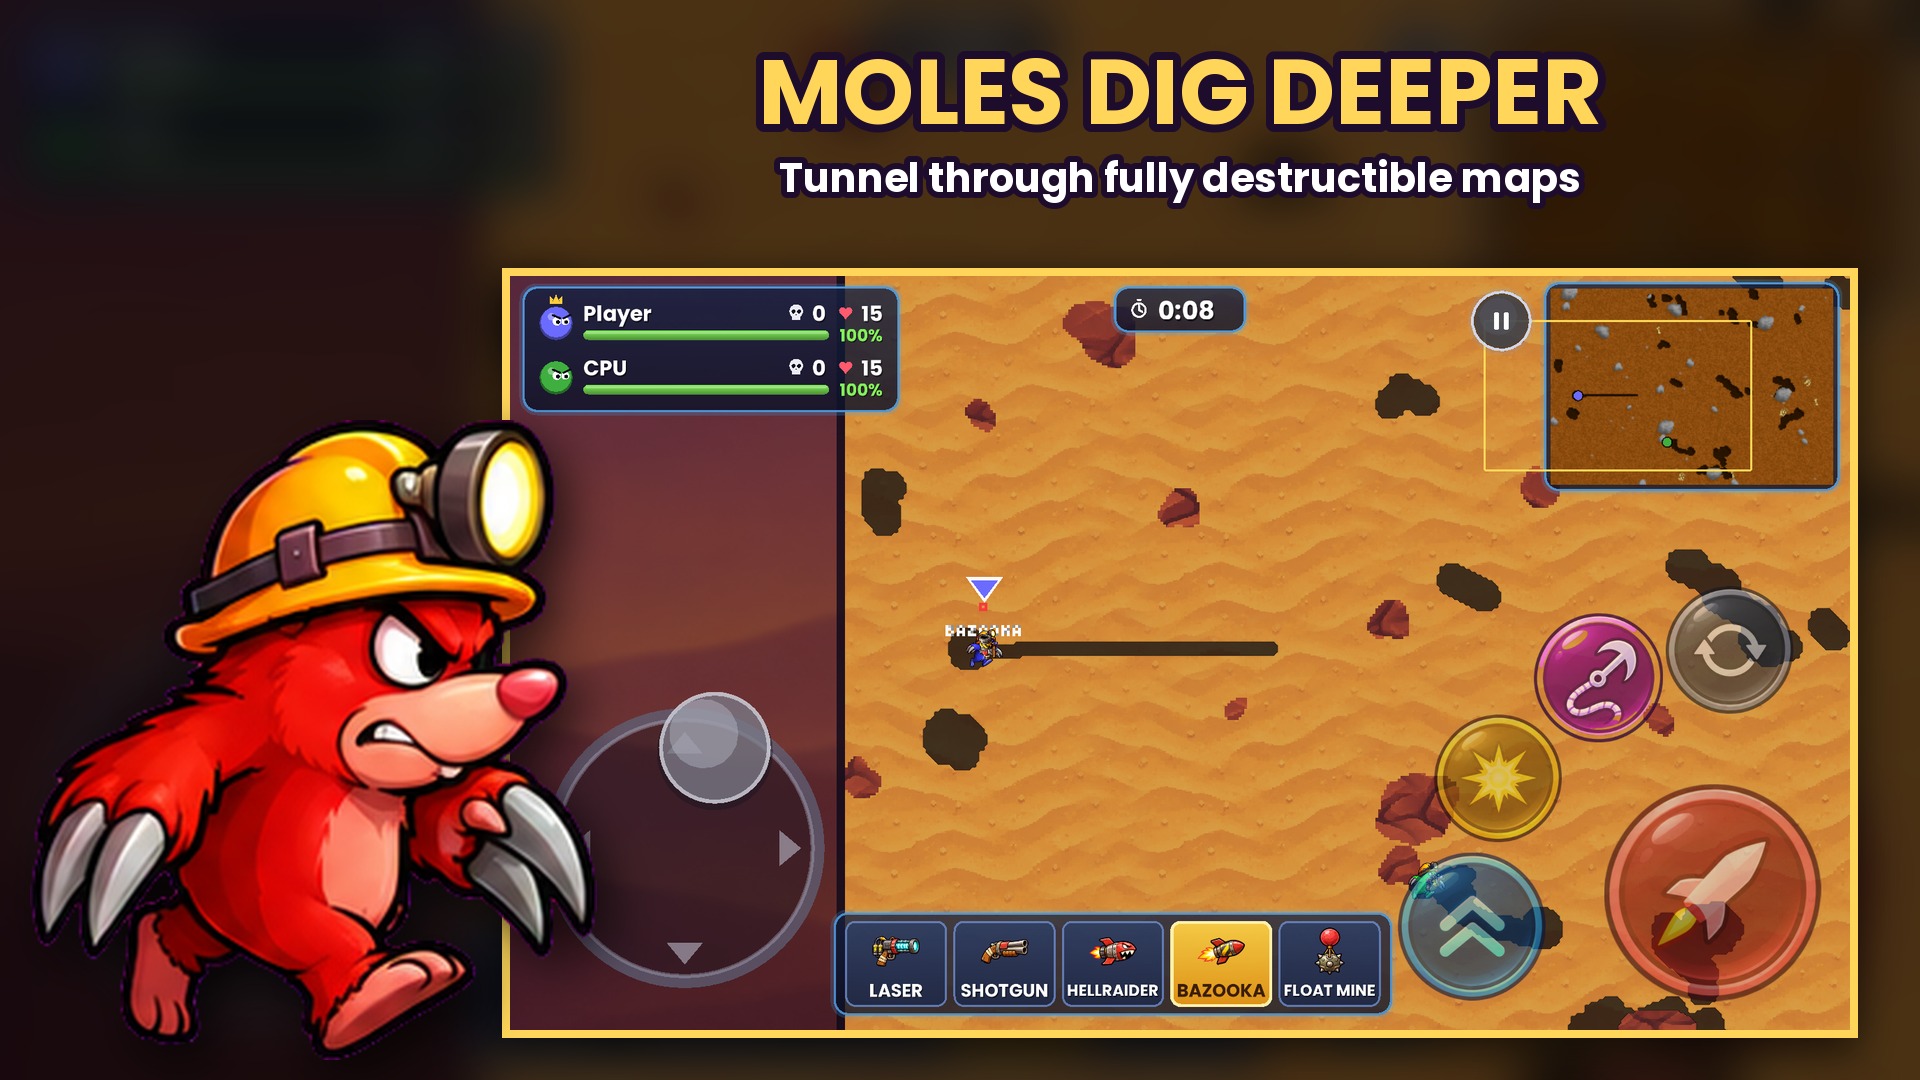 MOLES DIG DEEPER
Tunnel through fully destructible maps
Player 0 15
100%
CPU 0 15
100%
0:08
BAZOOKA
LASER
SHOTGUN
HELLRAIDER
BAZOOKA
FLOAT MINE